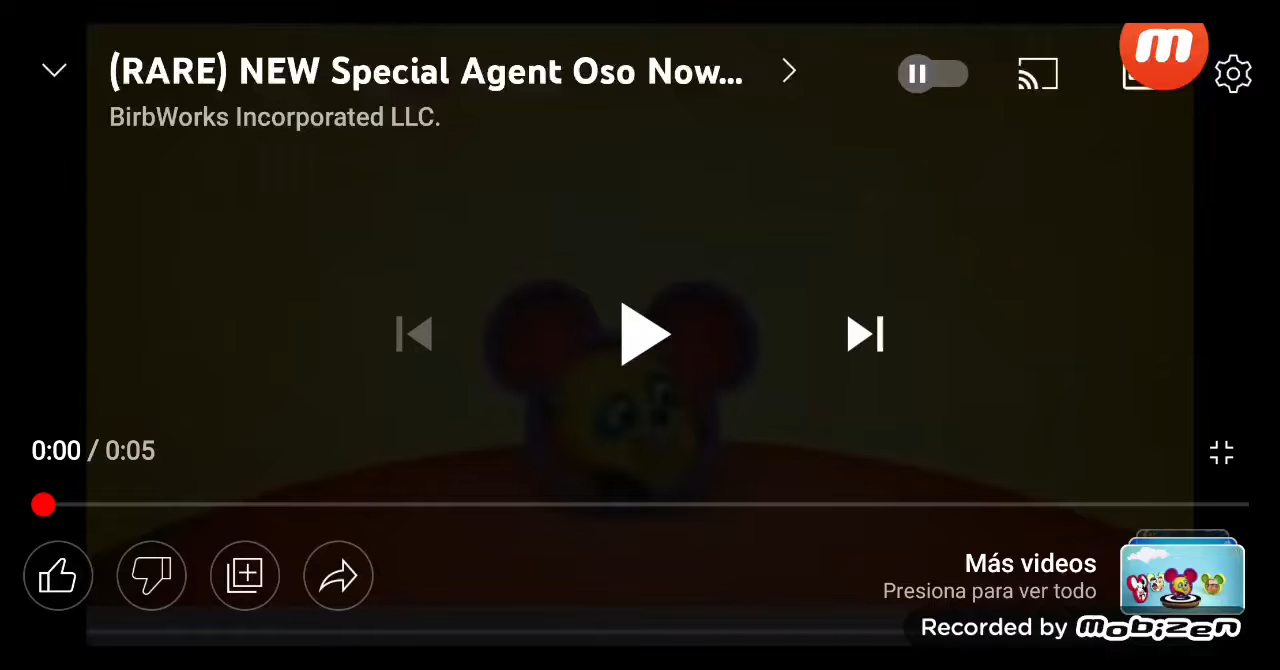 (RARE) NEW Special Agent Oso Now...
BirbWorks Incorporated LLC.
0:00 / 0:05
Más videos
Presiona para ver todo
Recorded by Mobizen